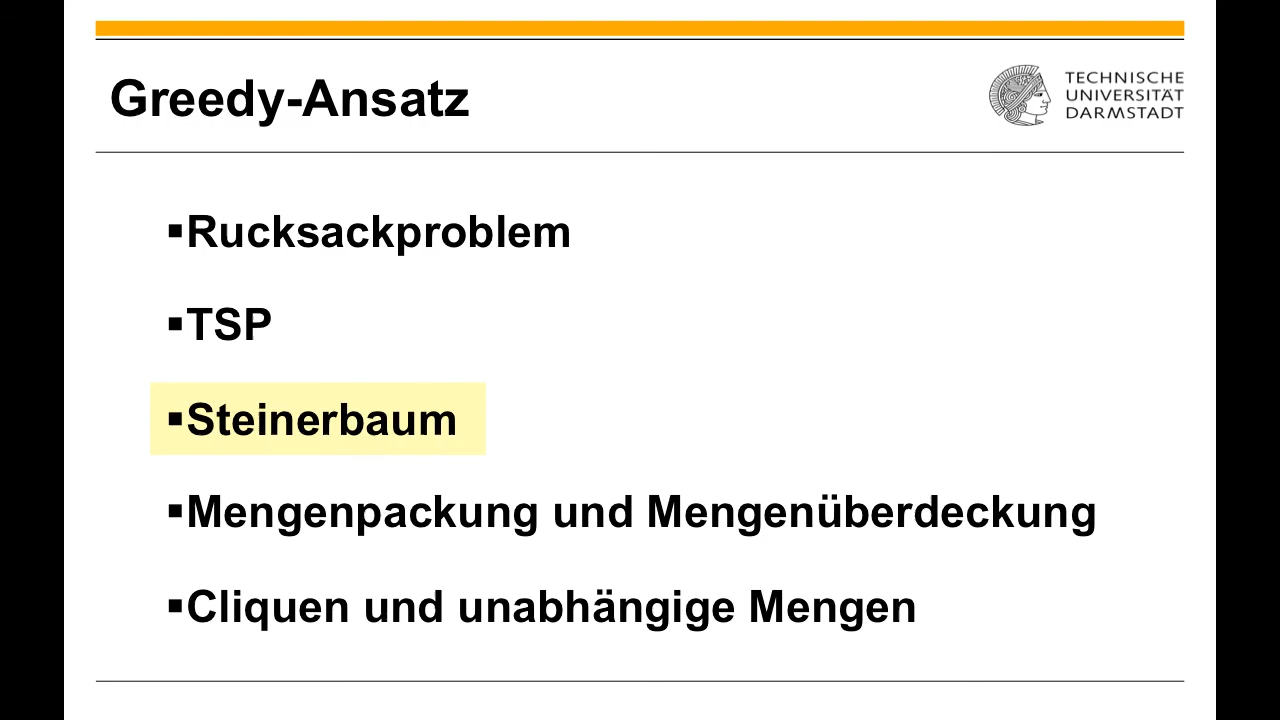 Greedy-Ansatz
TECHNISCHE
UNIVERSITÄT
DARMSTADT
▪Rucksackproblem
▪TSP
▪Steinerbaum
▪Mengenpackung und Mengenüberdeckung
▪Cliquen und unabhängige Mengen